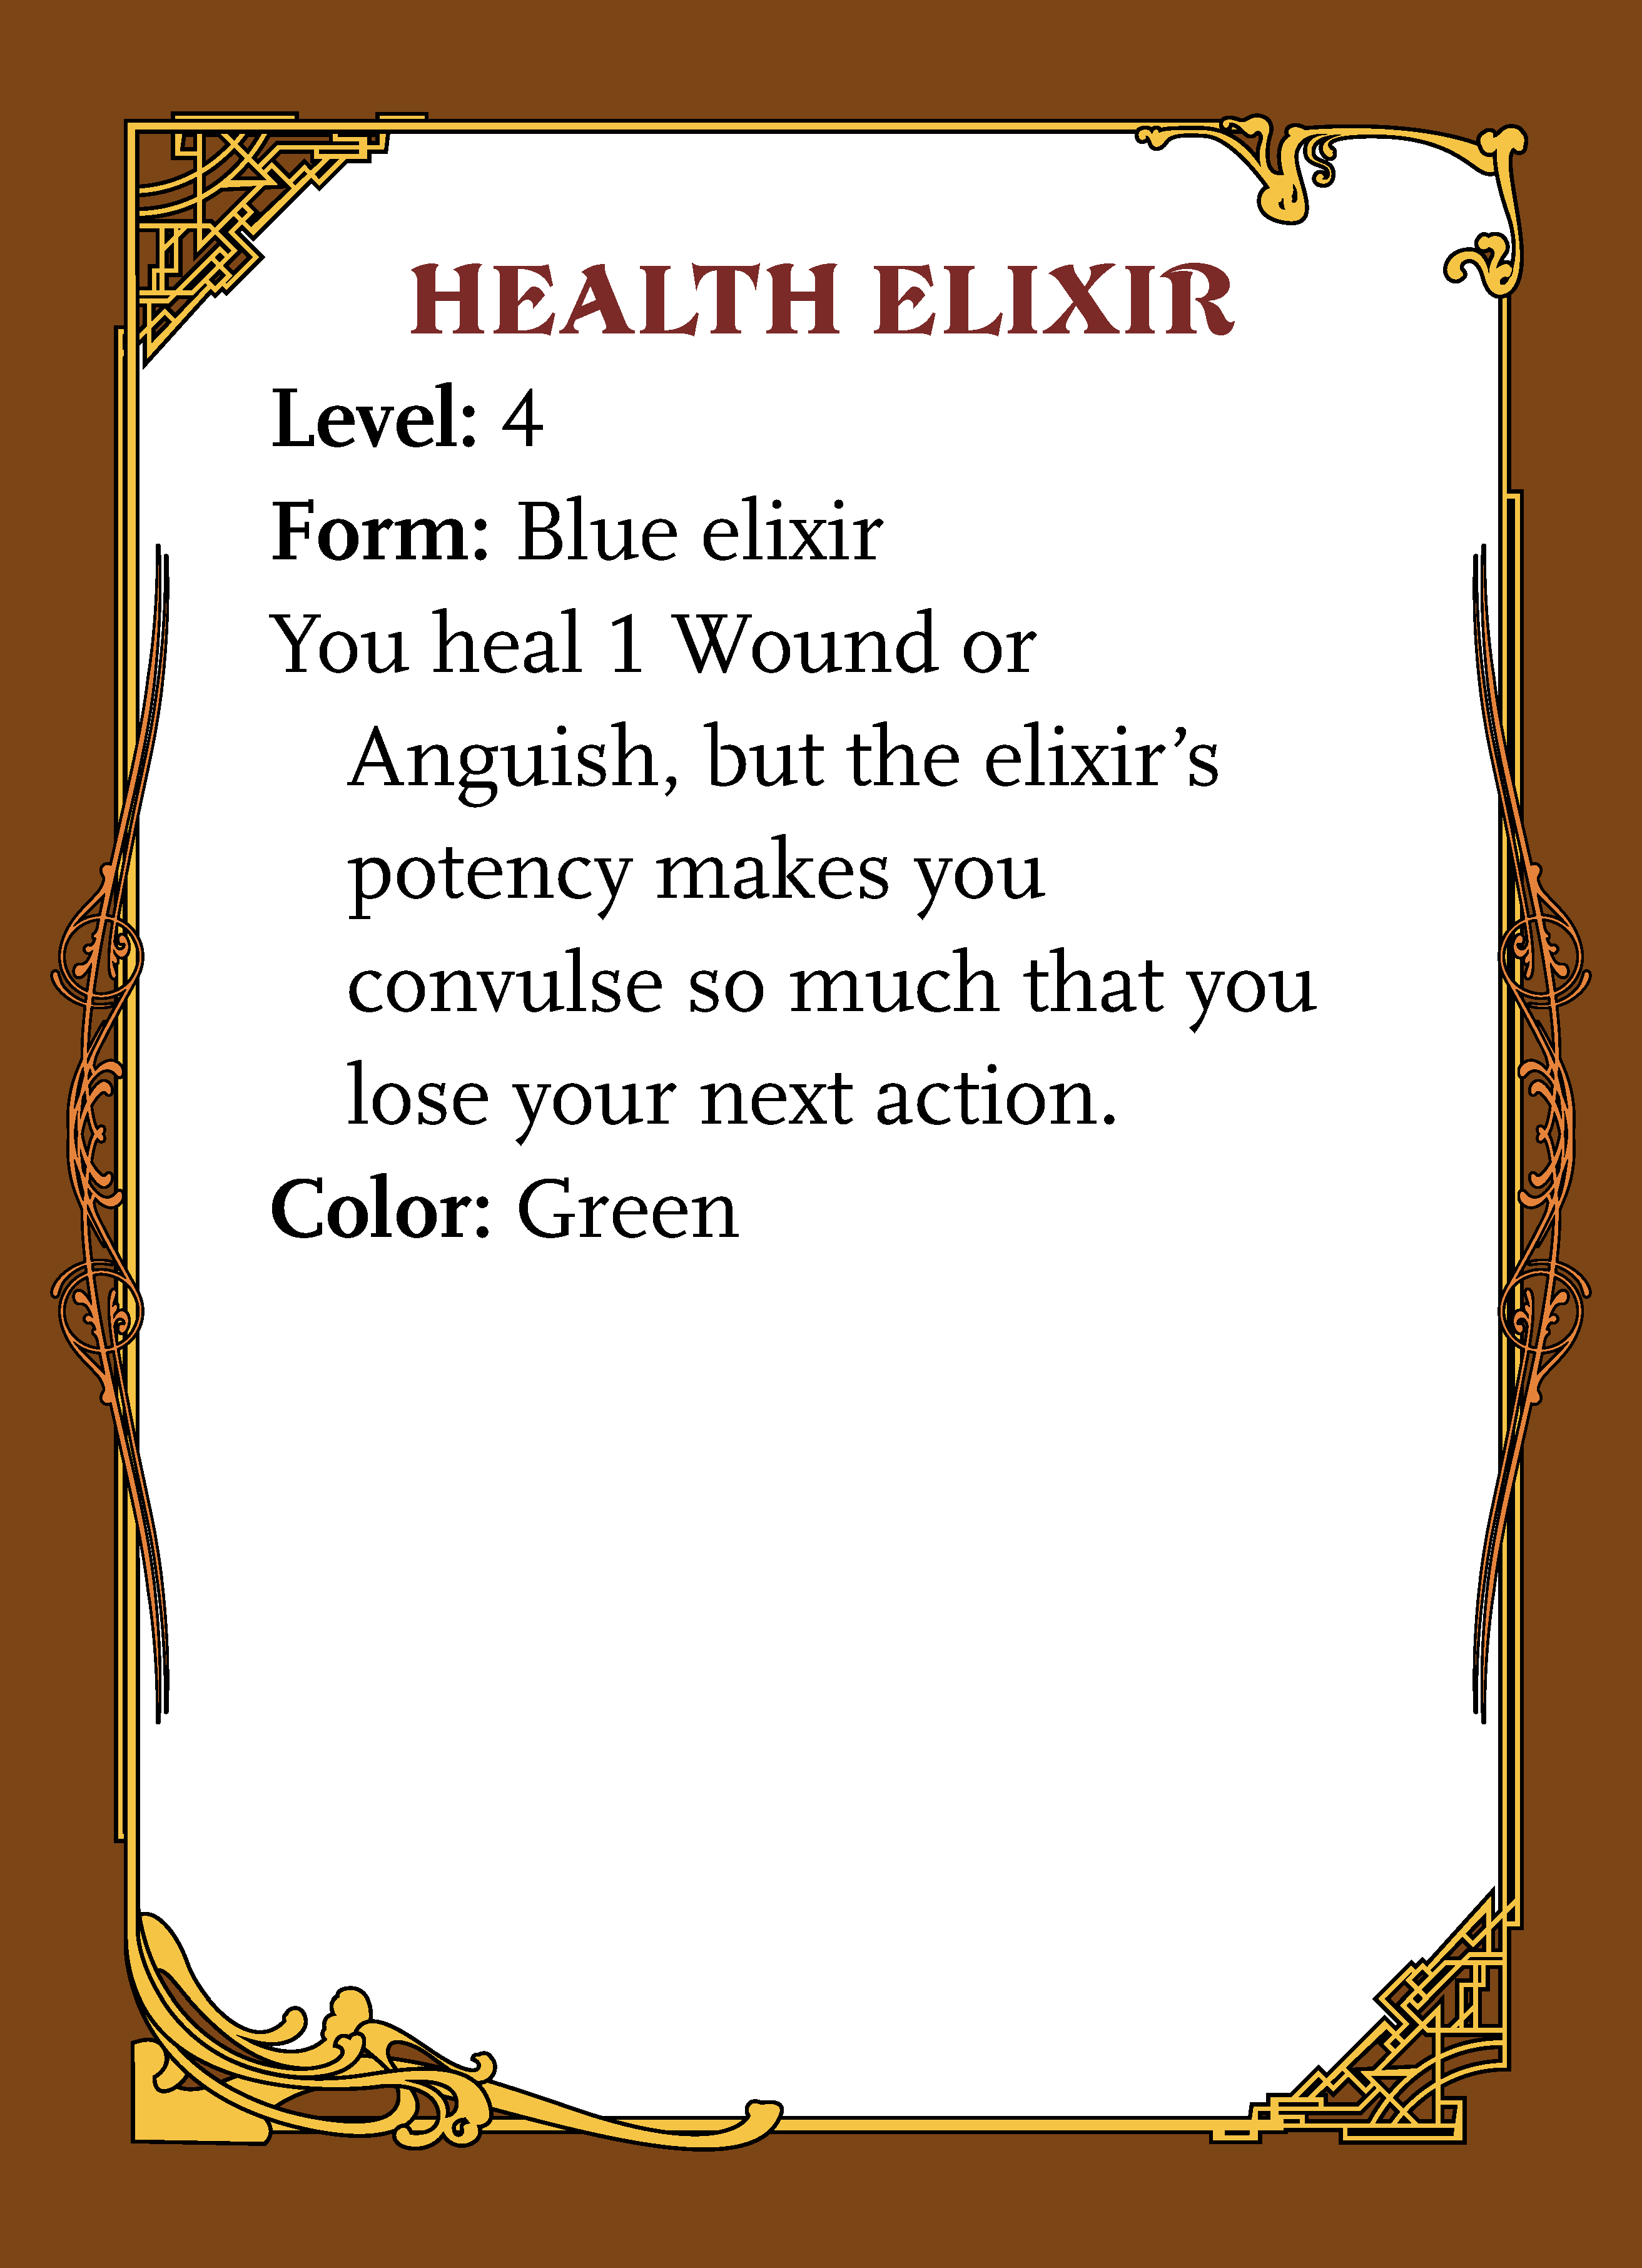 HEALTH ELIXIR
Level: 4
Form: Blue elixir
You heal 1 Wound or
Anguish, but the elixir’s
potency makes you
convulse so much that you
lose your next action.
Color: Green